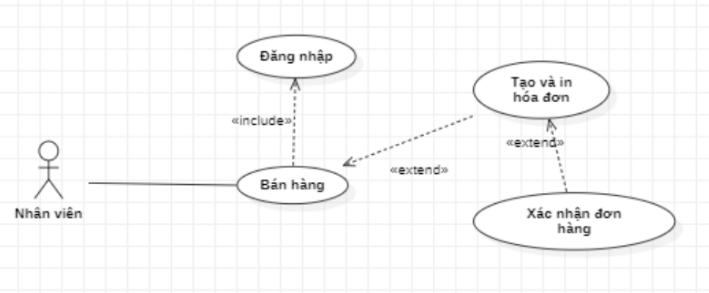 Đăng nhập
Tạo và in
hóa đơn
«include»
«extend»
«extend»
Bán hàng
Nhân viên
Xác nhận đơn
hàng